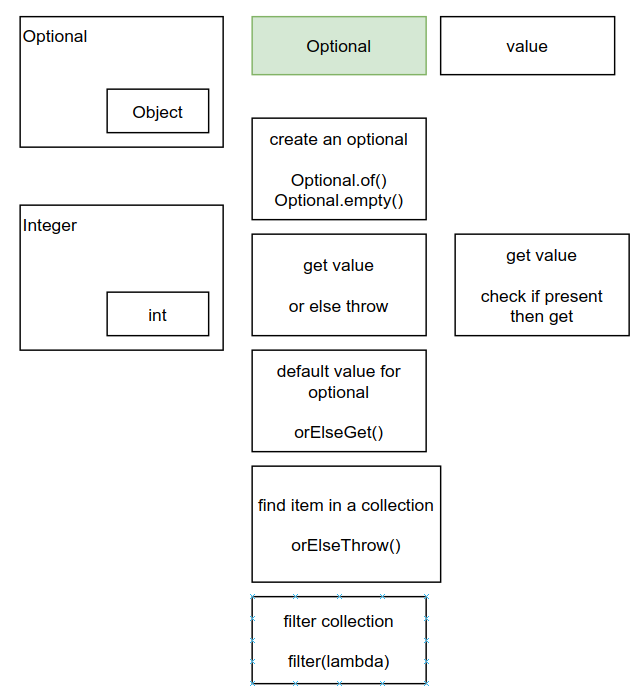 Optional
Object
Integer
int
Optional
value
create an optional
Optional.of()
Optional.empty()
get value
or else throw
get value
check if present
then get
default value for
optional
orElseGet()
find item in a collection
orElseThrow()
filter collection
filter(lambda)